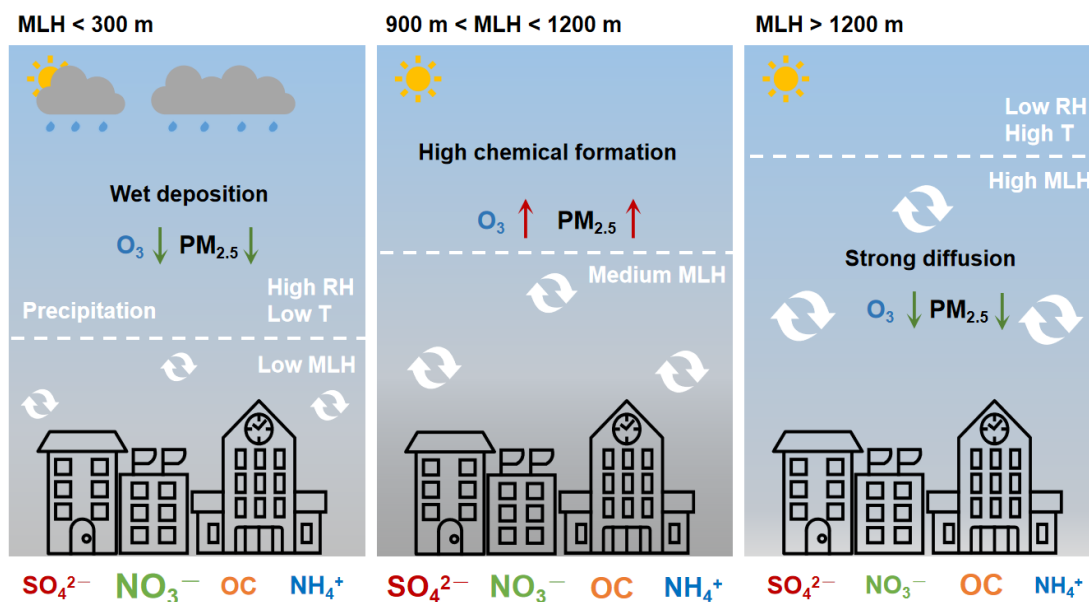 MLH < 300 m
Wet deposition
O₃ ↓ PM₂.₅ ↓
Precipitation
High RH
Low T
Low MLH
SO₄²⁻ NO₃⁻ OC NH₄⁺
900 m < MLH < 1200 m
High chemical formation
O₃ ↑ PM₂.₅ ↑
Medium MLH
SO₄²⁻ NO₃⁻ OC NH₄⁺
MLH > 1200 m
Low RH
High T
High MLH
Strong diffusion
O₃ ↓ PM₂.₅ ↓
SO₄²⁻ NO₃⁻ OC NH₄⁺